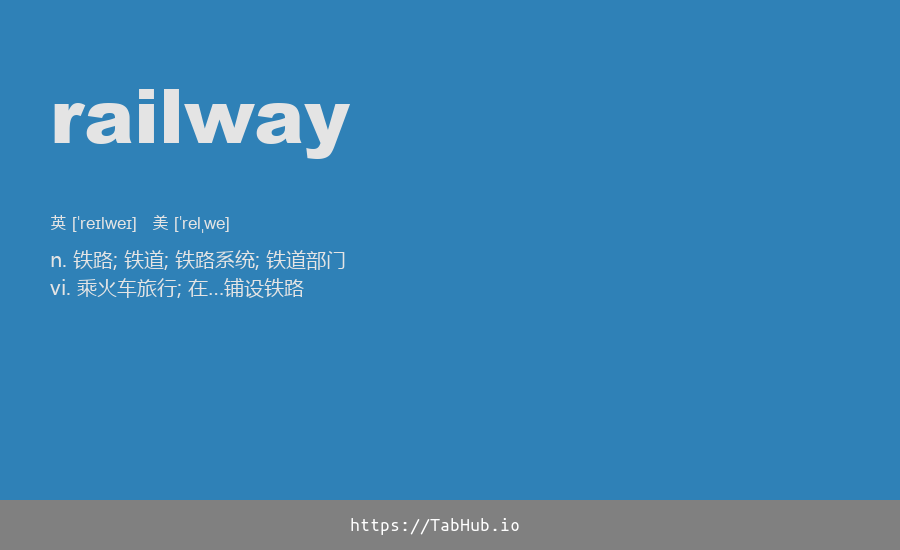 railway
英 [ˈreɪlweɪ] 美 [ˈrelˌwe]
n. 铁路; 铁道; 铁路系统; 铁道部门
vi. 乘火车旅行; 在...铺设铁路
https://TabHub.io